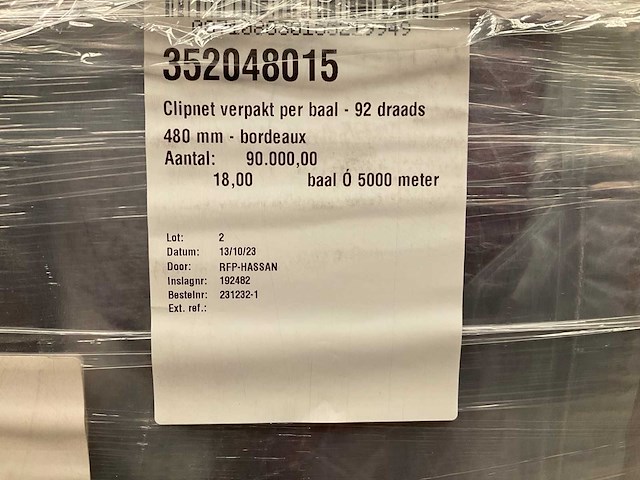 352048015
Clipnet verpakt per baal - 92 draads
480 mm - bordeaux
Aantal: 90.000,00
18,00 baal Ó 5000 meter
Lot: 2
Datum: 13/10/23
Door: RFP-HASSAN
Inslagnr: 192482
Bestelnr: 231232-1
Ext. ref.: